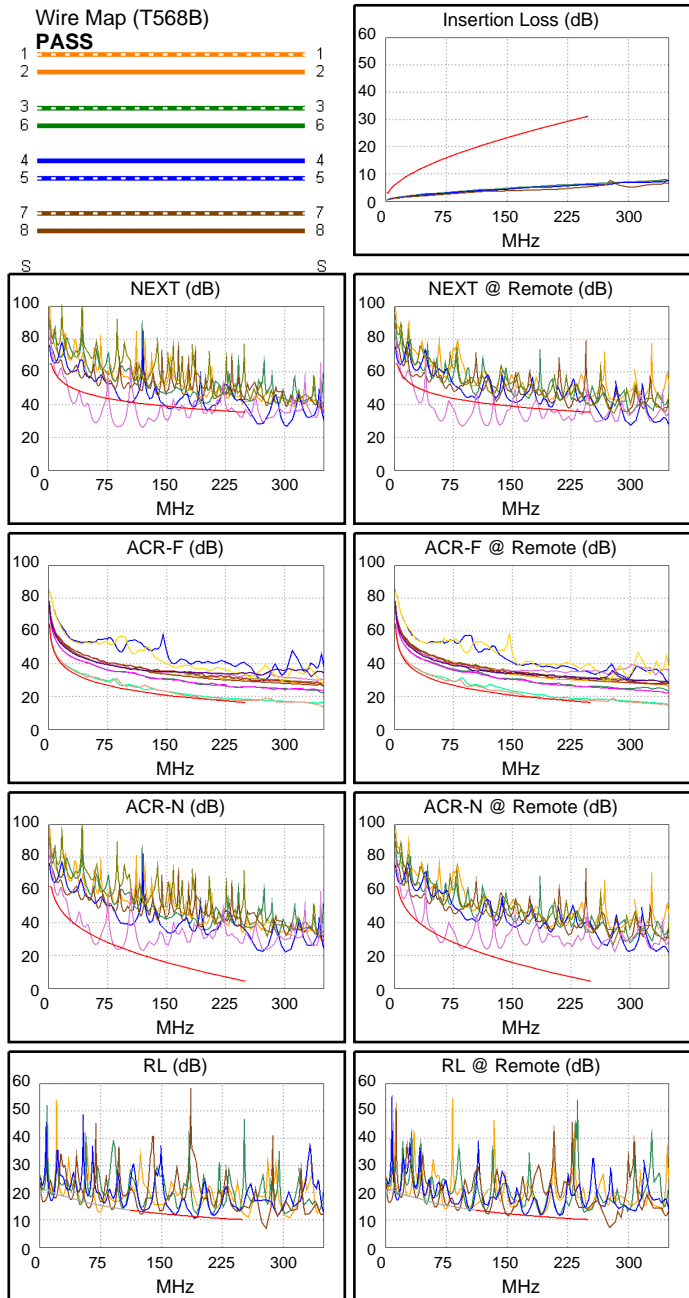 Wire Map (T568B)
PASS
1 1
2 2
3 3
6 6
4 4
5 5
7 7
8 8
S S
Insertion Loss (dB)
60
50
40
30
20
10
0
0 75 150 225 300
MHz
NEXT (dB)
100
80
60
40
20
0
0 75 150 225 300
MHz
NEXT @ Remote (dB)
100
80
60
40
20
0
0 75 150 225 300
MHz
ACR-F (dB)
100
80
60
40
20
0
0 75 150 225 300
MHz
ACR-F @ Remote (dB)
100
80
60
40
20
0
0 75 150 225 300
MHz
ACR-N (dB)
100
80
60
40
20
0
0 75 150 225 300
MHz
ACR-N @ Remote (dB)
100
80
60
40
20
0
0 75 150 225 300
MHz
RL (dB)
60
50
40
30
20
10
0
0 75 150 225 300
MHz
RL @ Remote (dB)
60
50
40
30
20
10
0
0 75 150 225 300
MHz